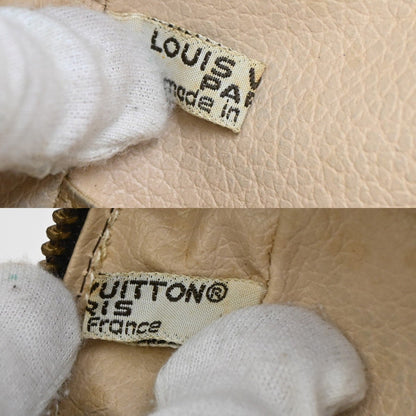 LOUIS V
PAR
made in
VUITTON®
RIS
France